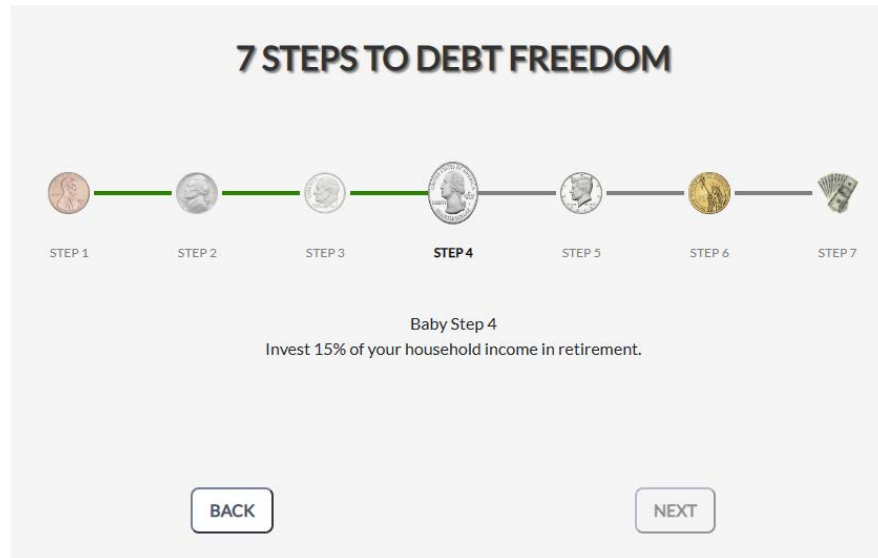 7 STEPS TO DEBT FREEDOM
STEP 1
STEP 2
STEP 3
STEP 4
STEP 5
STEP 6
STEP 7
Baby Step 4
Invest 15% of your household income in retirement.
BACK
NEXT